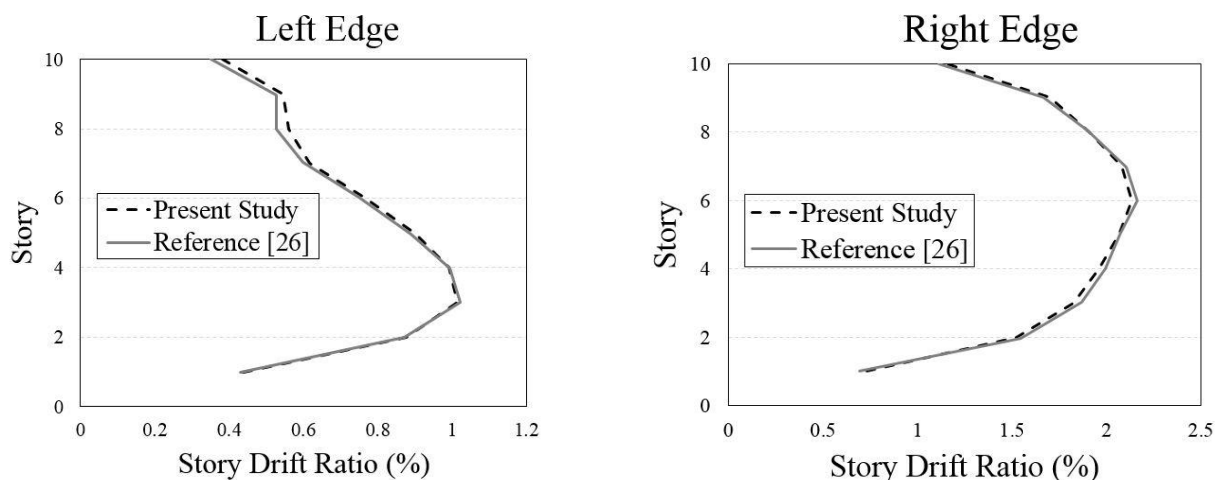 Left Edge
10
8
6
4
2
0
Story
Present Study
Reference [26]
0
0.2
0.4
0.6
0.8
1
1.2
Story Drift Ratio (%)
Right Edge
10
8
6
4
2
0
Story
Present Study
Reference [26]
0
0.5
1
1.5
2
2.5
Story Drift Ratio (%)